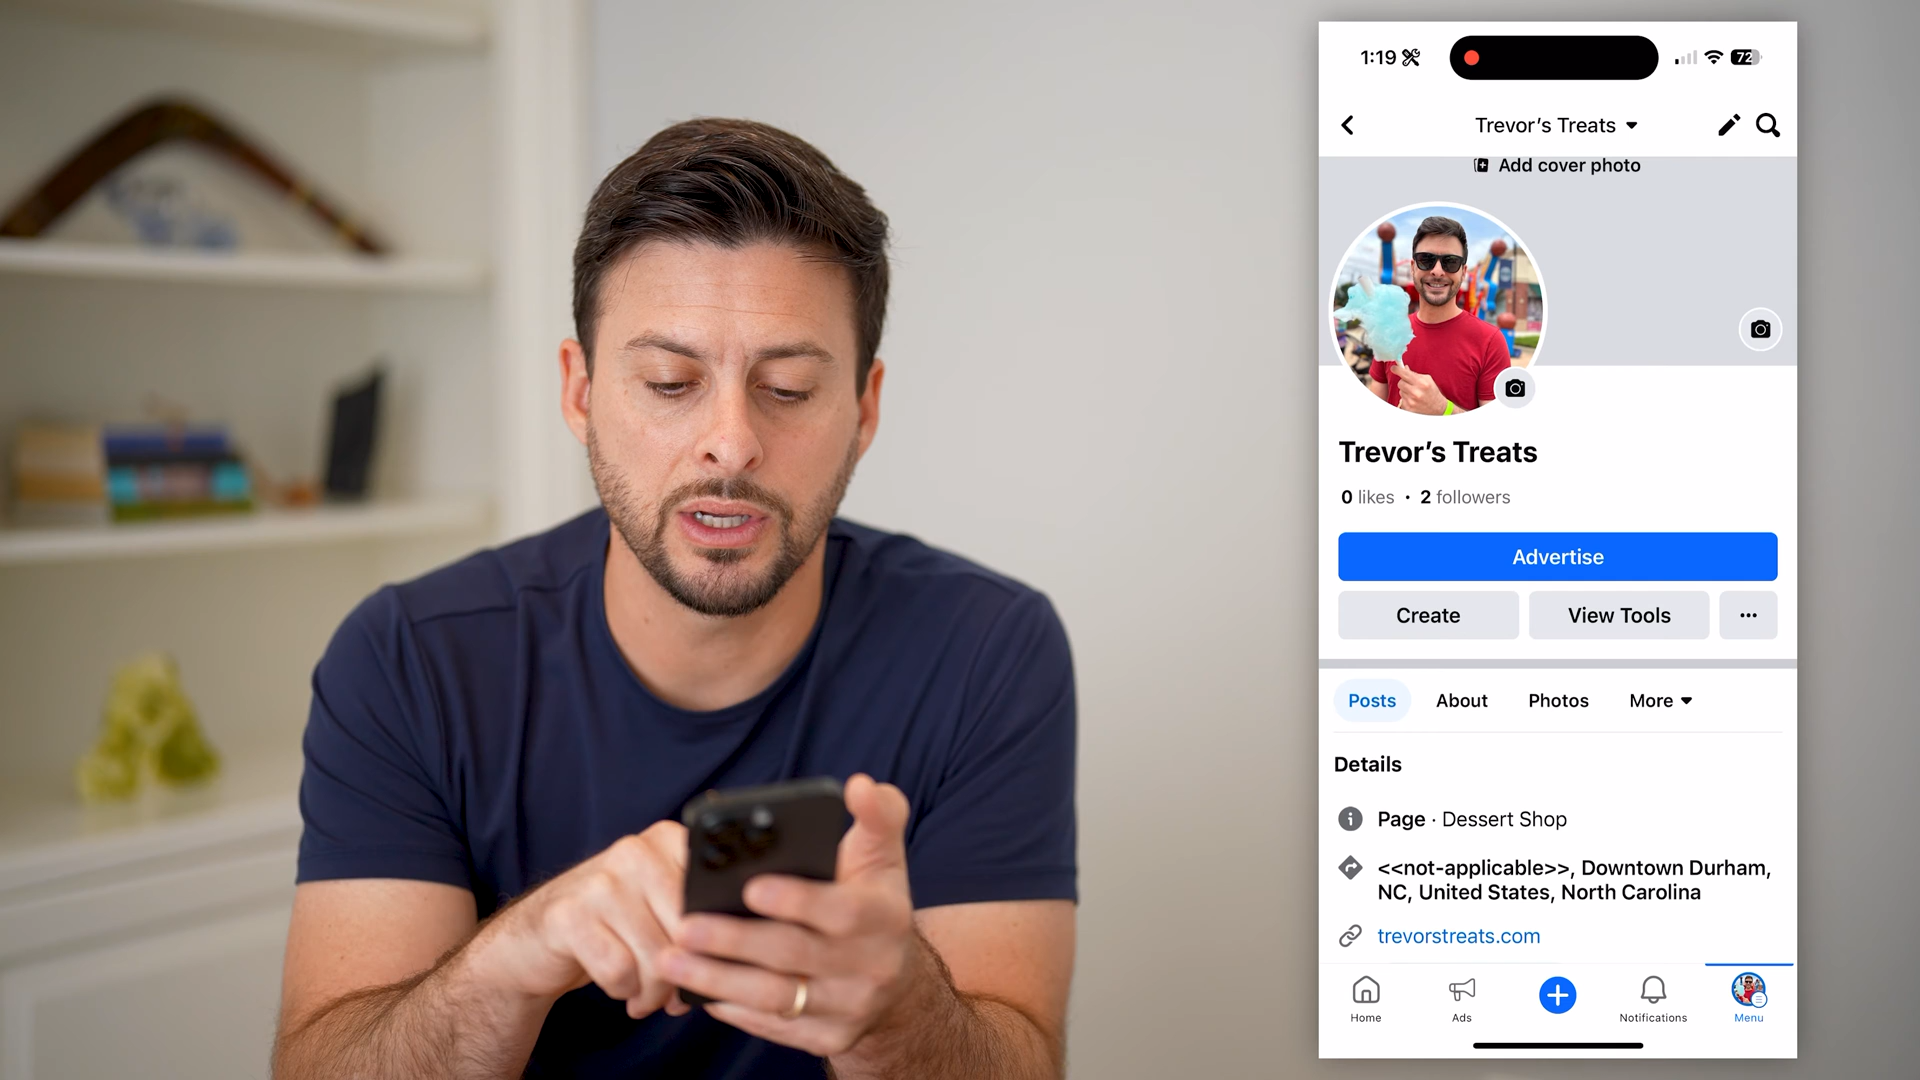 1:19
72
Trevor's Treats
Add cover photo
Trevor's Treats
0 likes · 2 followers
Advertise
Create
View Tools
Posts
About
Photos
More
Details
Page · Dessert Shop
<<not-applicable>>, Downtown Durham,
NC, United States, North Carolina
trevorstreats.com
Home
Ads
Notifications
Menu